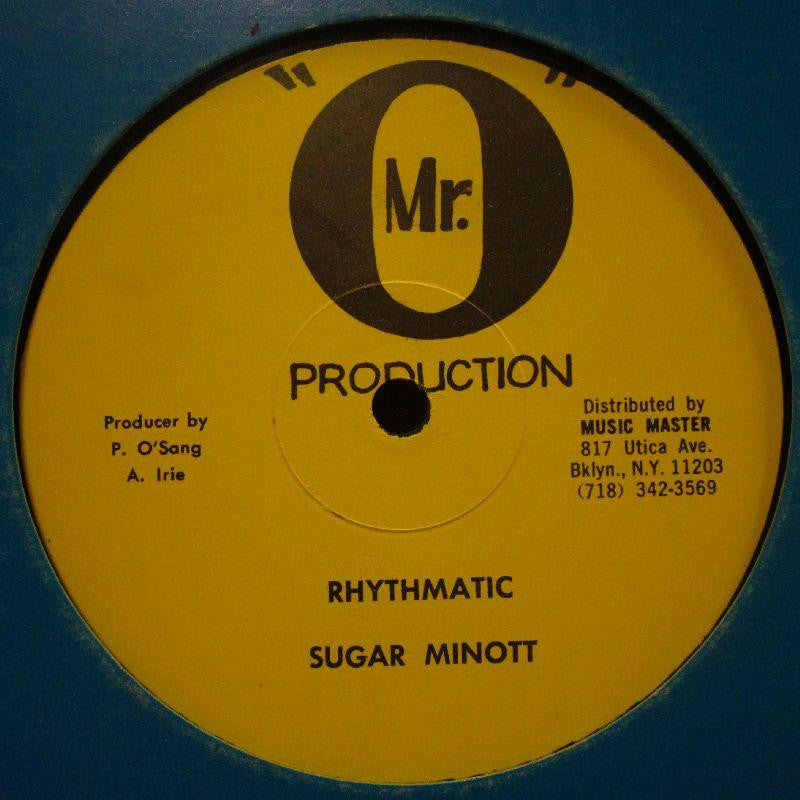 Mr.
"O"
PRODUCTION
Producer by
P. O'Sang
A. Irie
Distributed by
MUSIC MASTER
817 Utica Ave.
Bklyn., N.Y. 11203
(718) 342-3569
RHYTHMATIC
SUGAR MINOTT